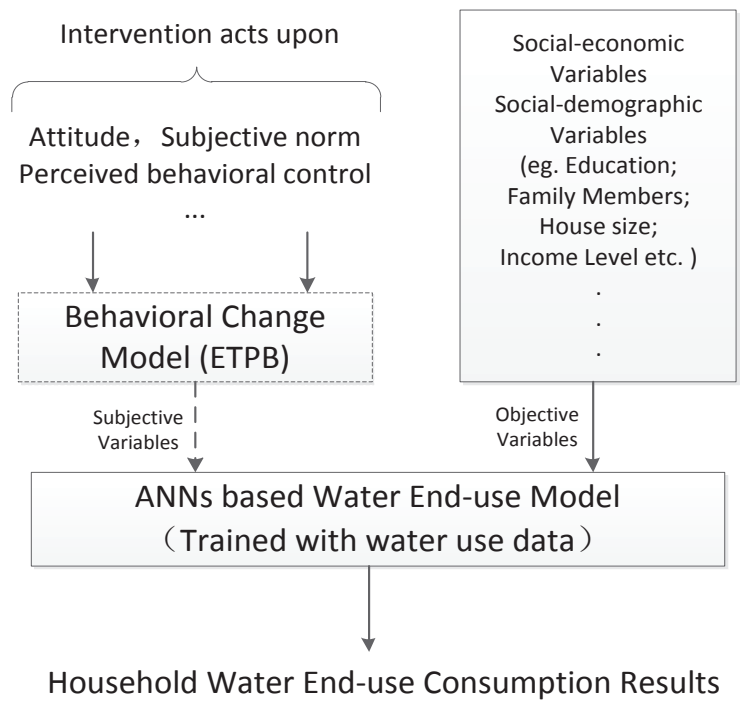 Intervention acts upon
Attitude，Subjective norm
Perceived behavioral control
...
Behavioral Change
Model (ETPB)
Subjective
Variables
Social-economic
Variables
Social-demographic
Variables
(eg. Education;
Family Members;
House size;
Income Level etc. )
.
.
.
Objective
Variables
ANNs based Water End-use Model
（Trained with water use data）
Household Water End-use Consumption Results